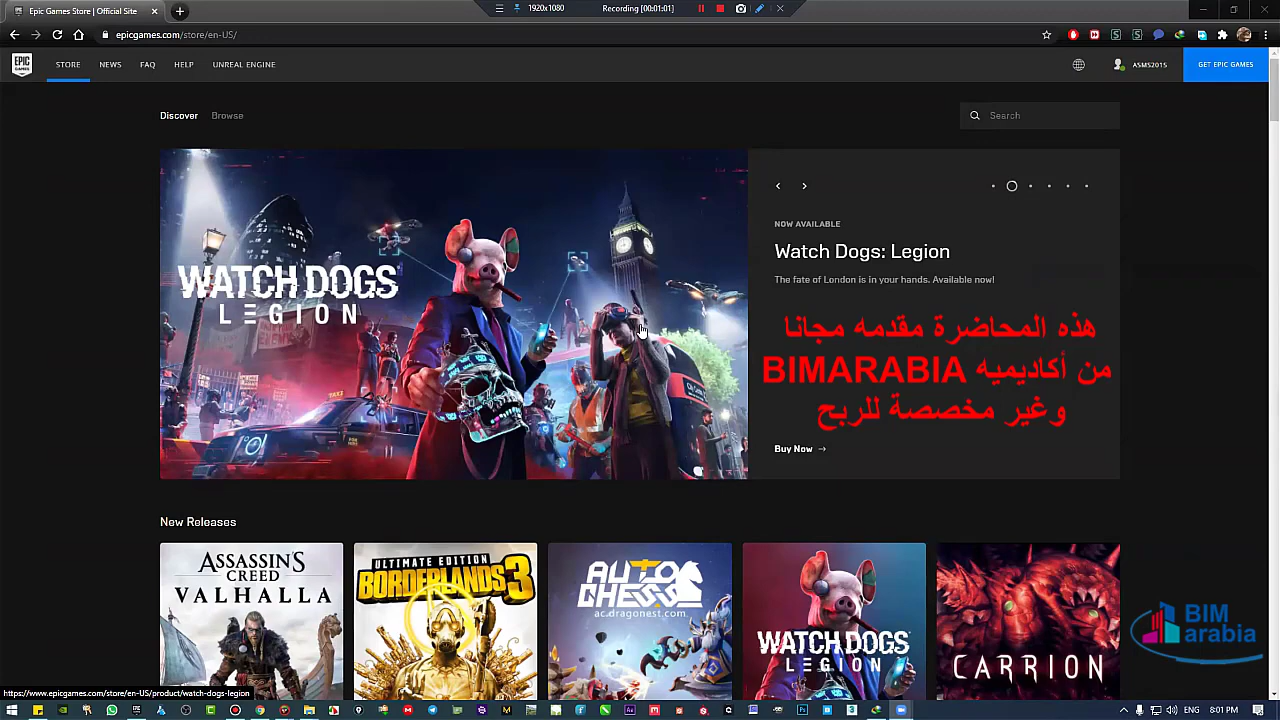 Epic Games Store | Official Site
1920x1080
Recording [00:01:01]
epicgames.com/store/en-US/
EPIC GAMES
STORE
NEWS
FAQ
HELP
UNREAL ENGINE
ASMS2015
GET EPIC GAMES
Discover
Browse
Search
WATCH DOGS
LEGION
TAXI
NOW AVAILABLE
Watch Dogs: Legion
The fate of London is in your hands. Available now!
هذه المحاضرة مقدمه مجانا
من أكاديميه BIMARABIA
وغير مخصصة للربح
Buy Now →
New Releases
ASSASSIN'S
CREED
VALHALLA
ULTIMATE EDITION
BORDERLANDS 3
AUTO
CHESS
ac.dragonest.com
WATCH DOGS
LEGION
CARRION
BIM
arabia
https://www.epicgames.com/store/en-US/product/watch-dogs-legion
ENG
8:01 PM